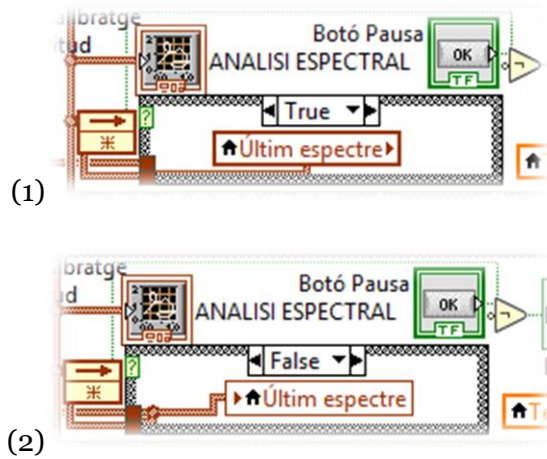 Botó Pausa
ANALISI ESPECTRAL
OK
TF
True
?
Últim espectre
(1)
bratge
Botó Pausa
ANALISI ESPECTRAL
OK
TF
False
?
Últim espectre
(2)